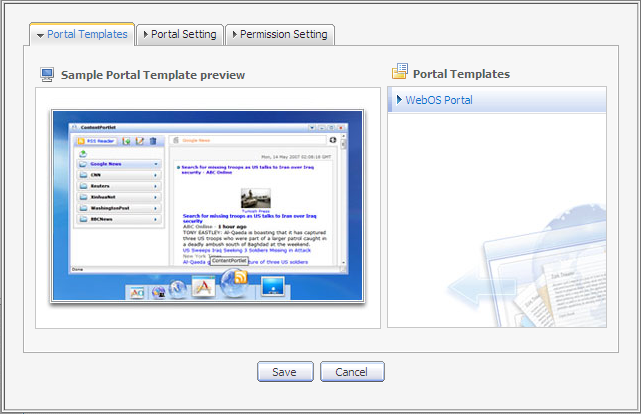 Portal Templates
Portal Setting
Permission Setting
Sample Portal Template preview
ContentPortlet
RSS Reader
Google News
CNN
Reuters
XinhuaNet
WashingtonPost
BBCNews
Google News
Mon, 14 May 2007 02:08:18 GMT
Search for missing troops as US talks to Iran over Iraq
security - ABC Online
Turkish Press
Search for missing troops as US talks to Iran over Iraq
security
ABC Online - 1 hour ago
TONY EASTLEY: Al-Qaeda is boasting that it has captured
three US troops who were part of a larger patrol caught in
a deadly ambush south of Baghdad at the weekend.
US Sweeps Iraq Seeking 3 Soldiers Missing in Attack
New York
Al-Qaeda
ture of three US soldiers
ContentPortlet
Done
Portal Templates
WebOS Portal
Save
Cancel